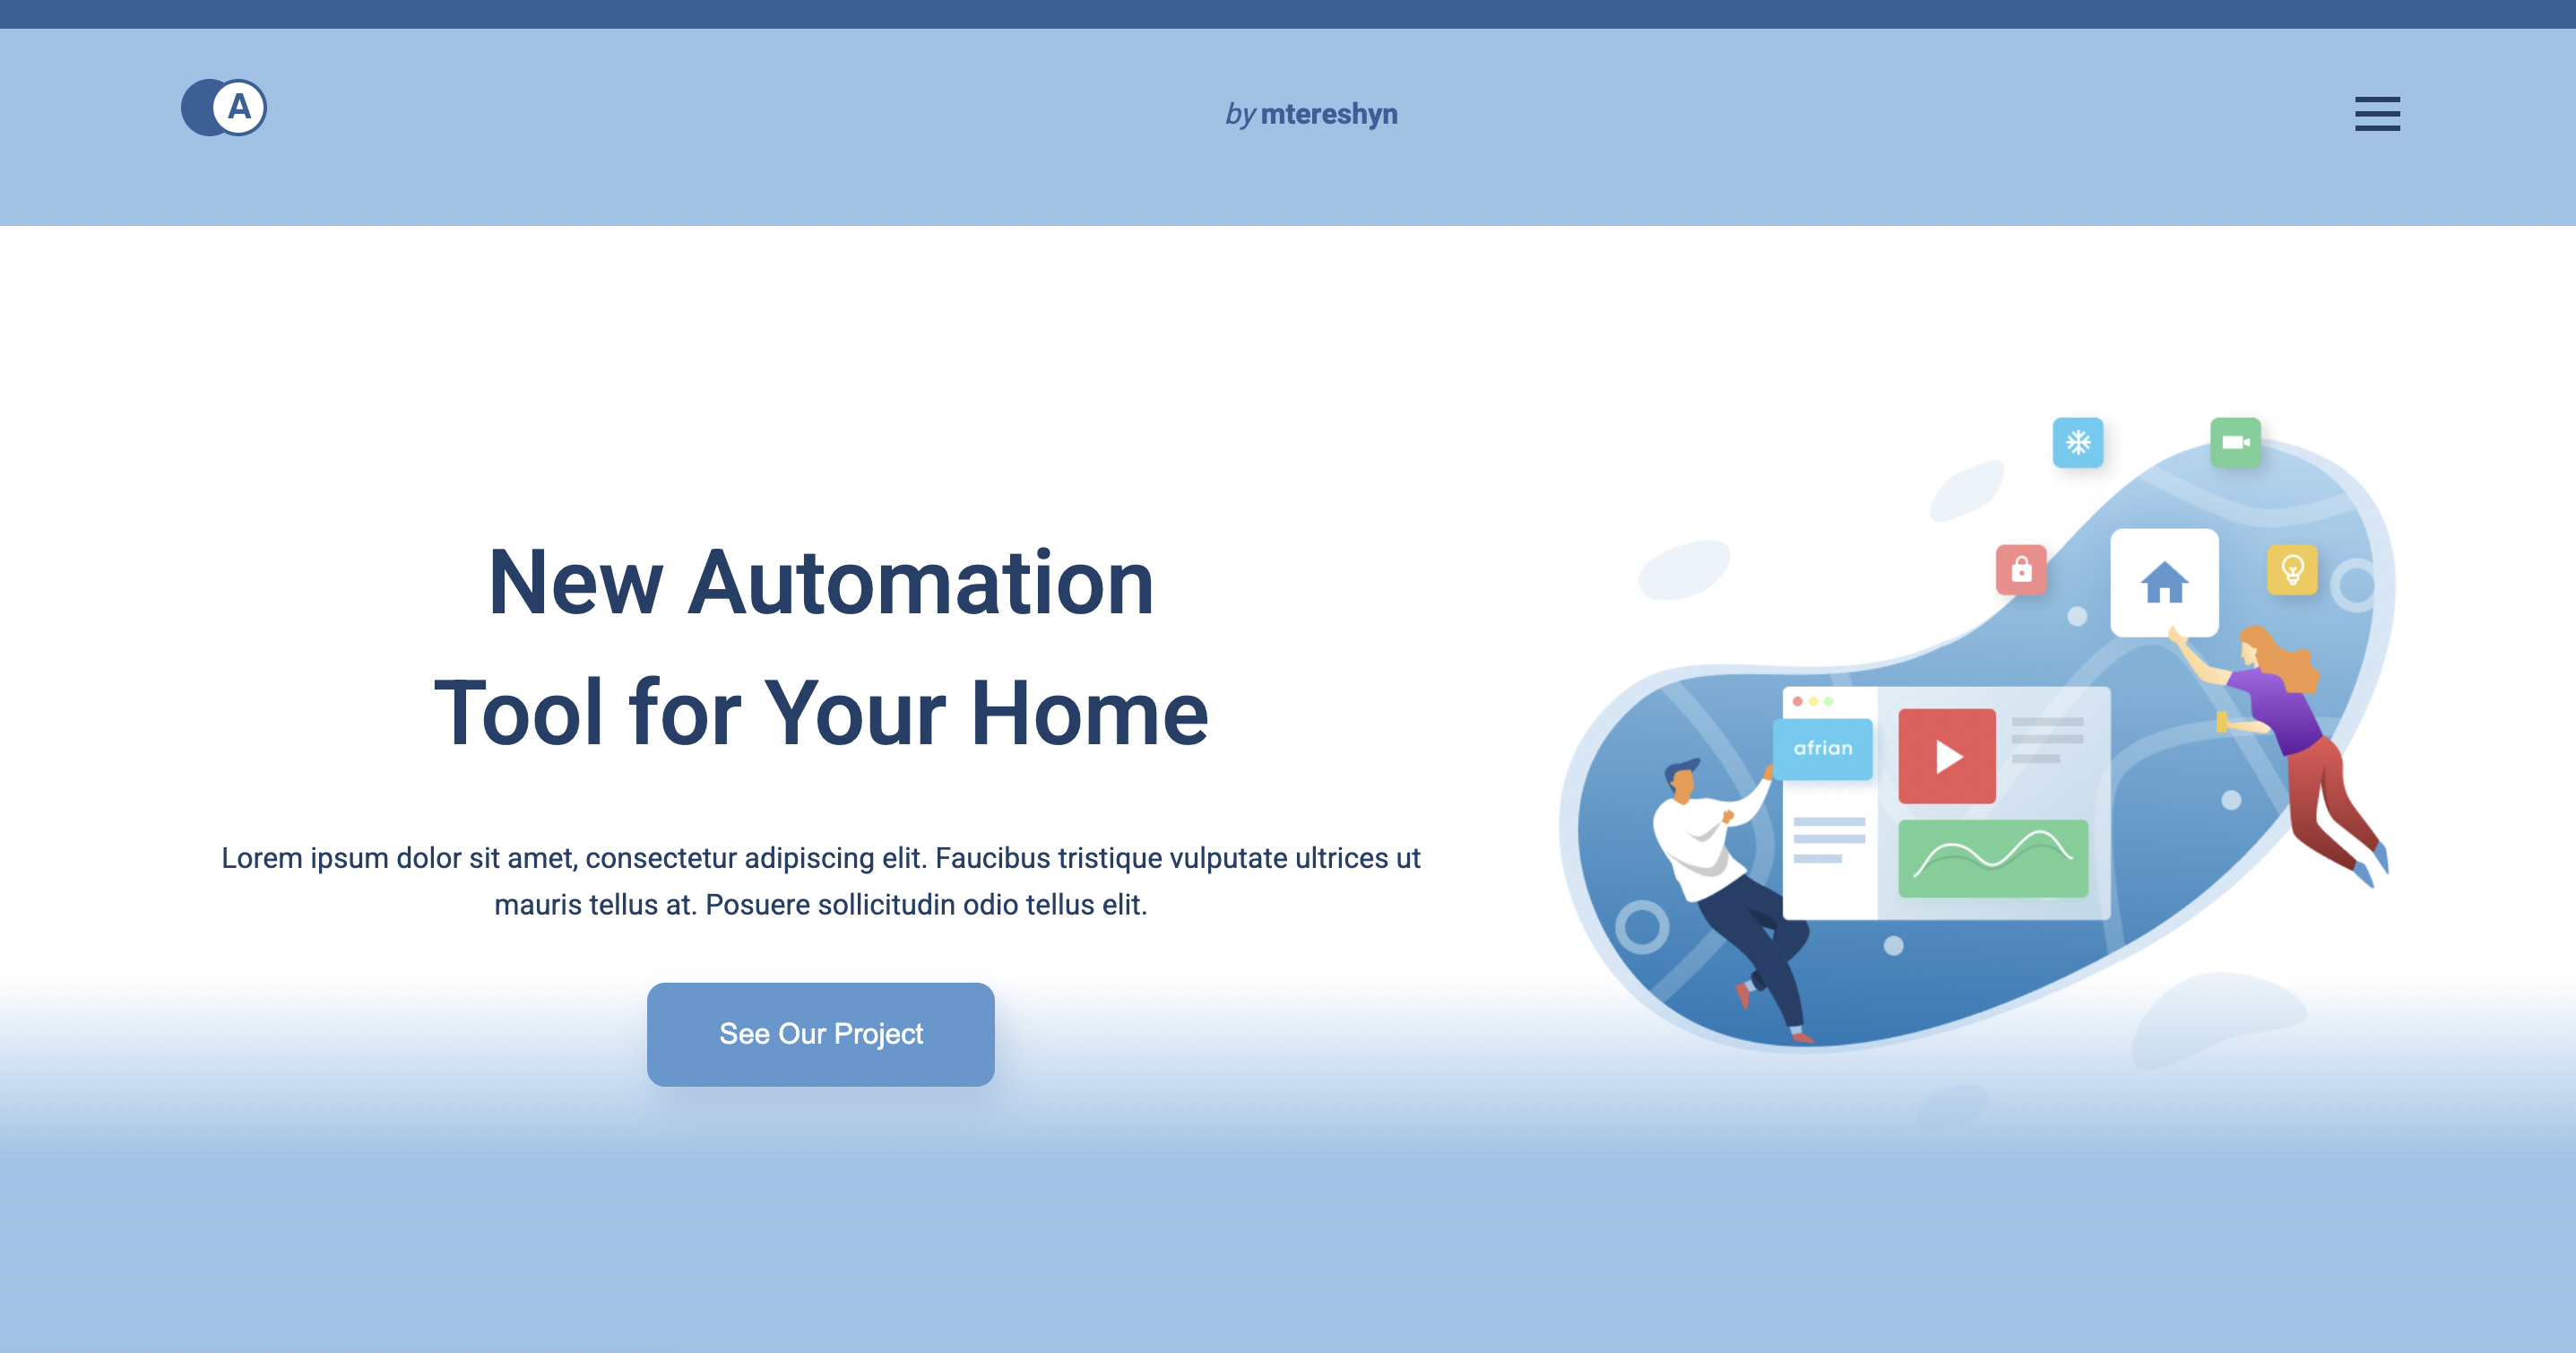 A
by mtereshyn
New Automation
Tool for Your Home
afrian
Lorem ipsum dolor sit amet, consectetur adipiscing elit. Faucibus tristique vulputate ultrices ut
mauris tellus at. Posuere sollicitudin odio tellus elit.
See Our Project